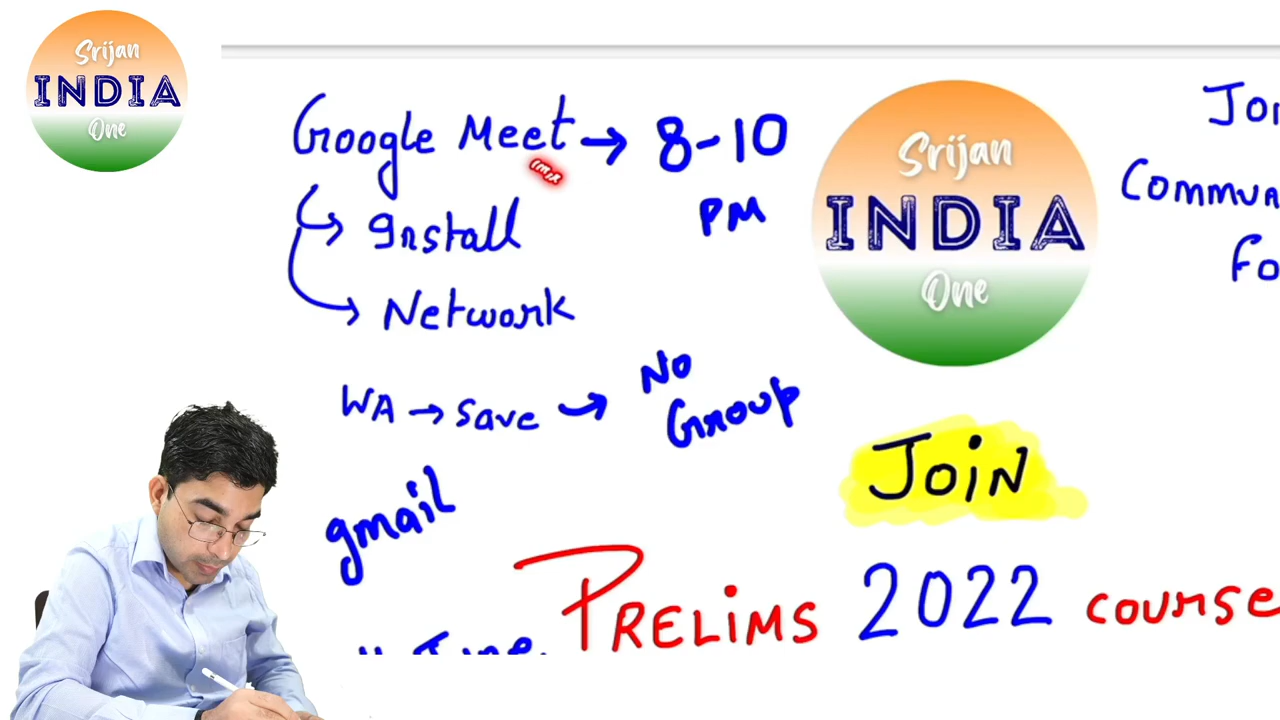 Srijan
INDIA
One
Google Meet → 8-10
PM
Install
Network
WA → Save → No
Group
gmail
Srijan
INDIA
One
JOIN
PRELIMS 2022 course